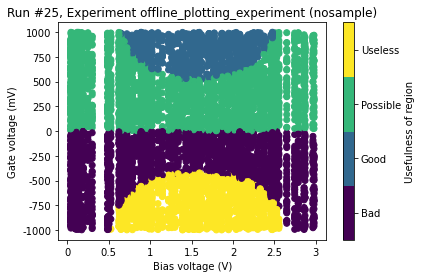 Run #25, Experiment offline_plotting_experiment (nosample)
1000
750
500
250
0
-250
-500
-750
-1000
Gate voltage (mV)
0
0.5
1
1.5
2
2.5
3
Bias voltage (V)
Useless
Possible
Good
Bad
Usefulness of region